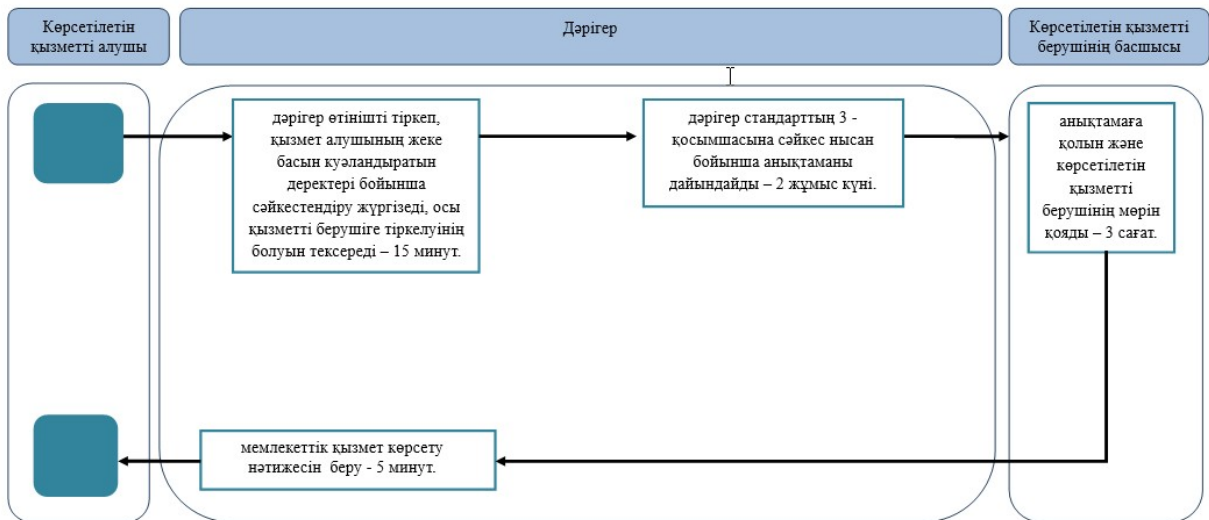 Көрсетілетін
қызметті алушы
Дәрігер
Көрсетілетін қызметті
берушінің басшысы
дәрігер өтінішті тіркеп,
қызмет алушының жеке
басын куәландыратын
деректері бойынша
сәйкестендіру жүргізеді, осы
қызметті берушіге тіркелуінің
болуын тексереді – 15 минут.
дәрігер стандарттың 3 -
қосымшасына сәйкес нысан
бойынша анықтаманы
дайындайды – 2 жұмыс күні.
анықтамаға
қолын және
көрсетілетін
қызметті
берушінің мөрін
қояды – 3 сағат.
мемлекеттік қызмет көрсету
нәтижесін беру - 5 минут.